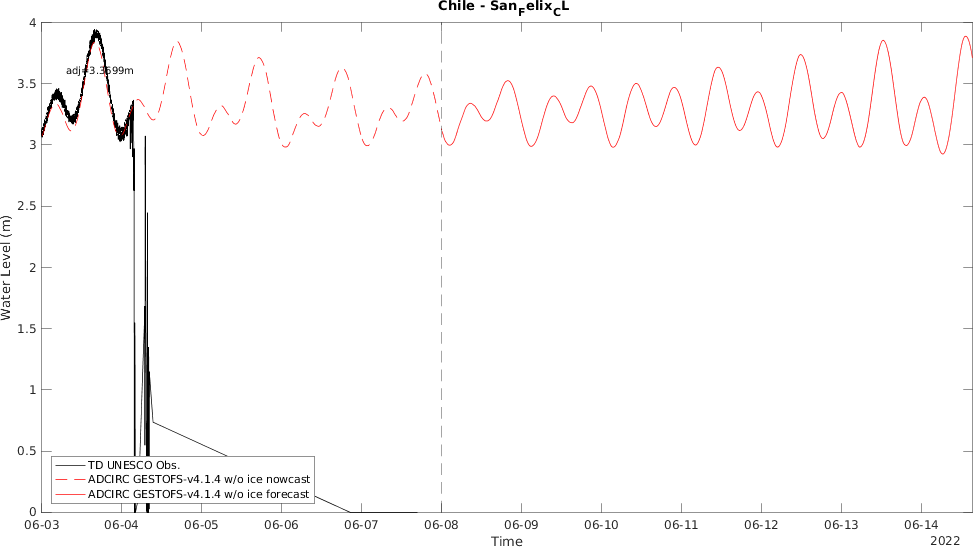 Chile - SanFelixCL
4
3.5
3
2.5
2
1.5
1
0.5
0
Water Level (m)
adj=3.3699m
TD UNESCO Obs.
ADCIRC GESTOFS-v4.1.4 w/o ice nowcast
ADCIRC GESTOFS-v4.1.4 w/o ice forecast
06-03 06-04 06-05 06-06 06-07 06-08 06-09 06-10 06-11 06-12 06-13 06-14
Time
2022